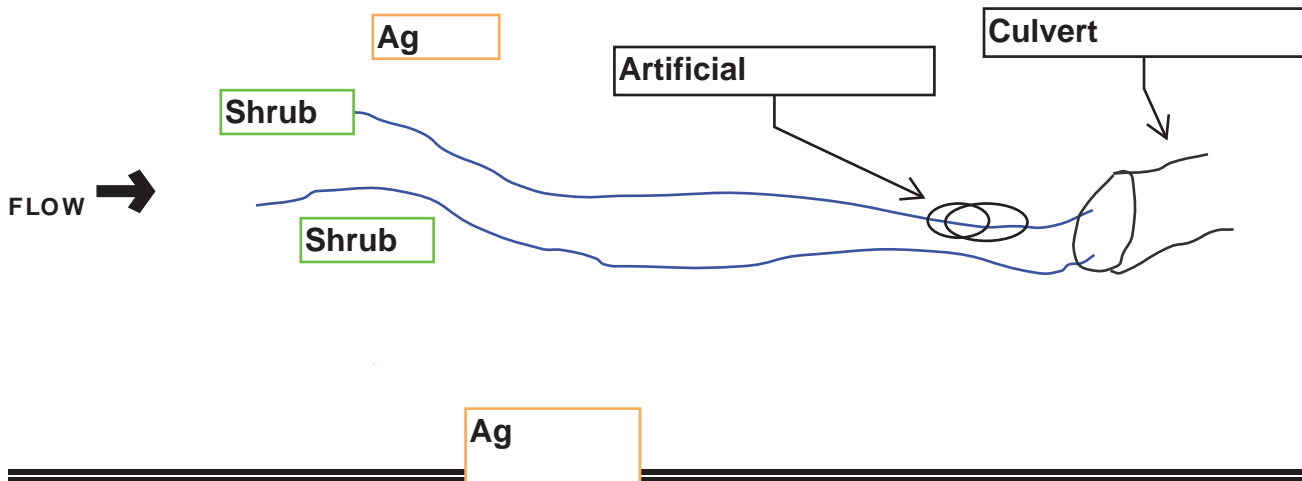 Culvert
Ag
Artificial
Shrub
FLOW
Shrub
Ag